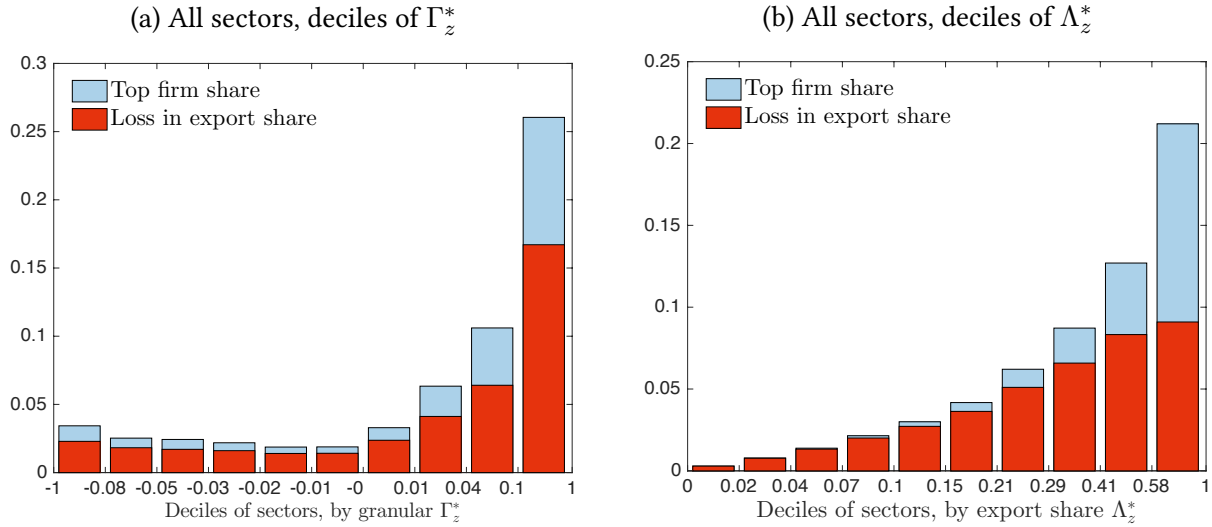 (a) All sectors, deciles of Γ*z
0.3
0.25
0.2
0.15
0.1
0.05
0
Top firm share
Loss in export share
-1 -0.08 -0.05 -0.03 -0.02 -0.01 -0 0.01 0.04 0.1 1
Deciles of sectors, by granular Γ*z
(b) All sectors, deciles of Λ*z
0.25
0.2
0.15
0.1
0.05
0
Top firm share
Loss in export share
0 0.02 0.04 0.07 0.1 0.15 0.21 0.29 0.41 0.58 1
Deciles of sectors, by export share Λ*z